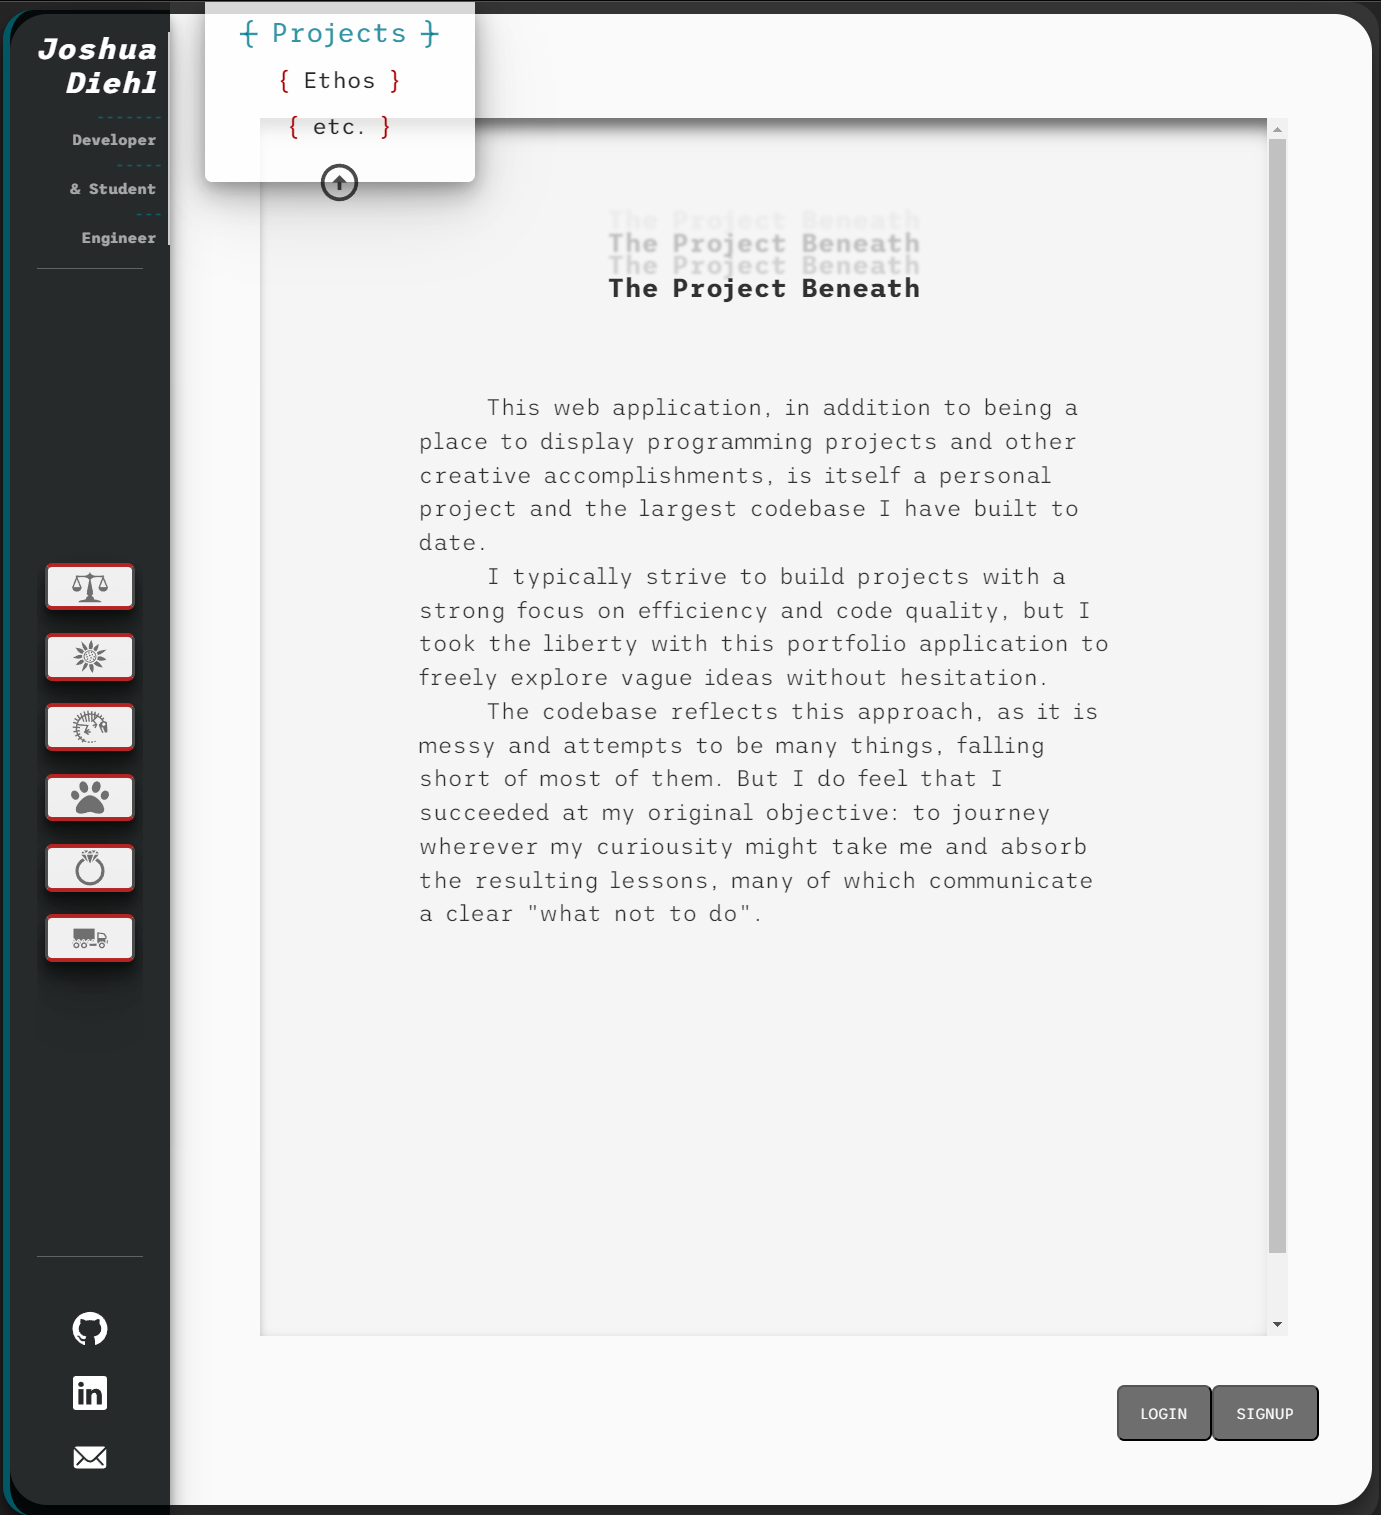 Joshua
Diehl
-------
Developer
-----
& Student
---
Engineer
{ Projects }
{ Ethos }
{ etc. }
The Project Beneath
The Project Beneath
The Project Beneath
The Project Beneath
This web application, in addition to being a
place to display programming projects and other
creative accomplishments, is itself a personal
project and the largest codebase I have built to
date.
I typically strive to build projects with a
strong focus on efficiency and code quality, but I
took the liberty with this portfolio application to
freely explore vague ideas without hesitation.
The codebase reflects this approach, as it is
messy and attempts to be many things, falling
short of most of them. But I do feel that I
succeeded at my original objective: to journey
wherever my curiousity might take me and absorb
the resulting lessons, many of which communicate
a clear "what not to do".
in
LOGIN SIGNUP